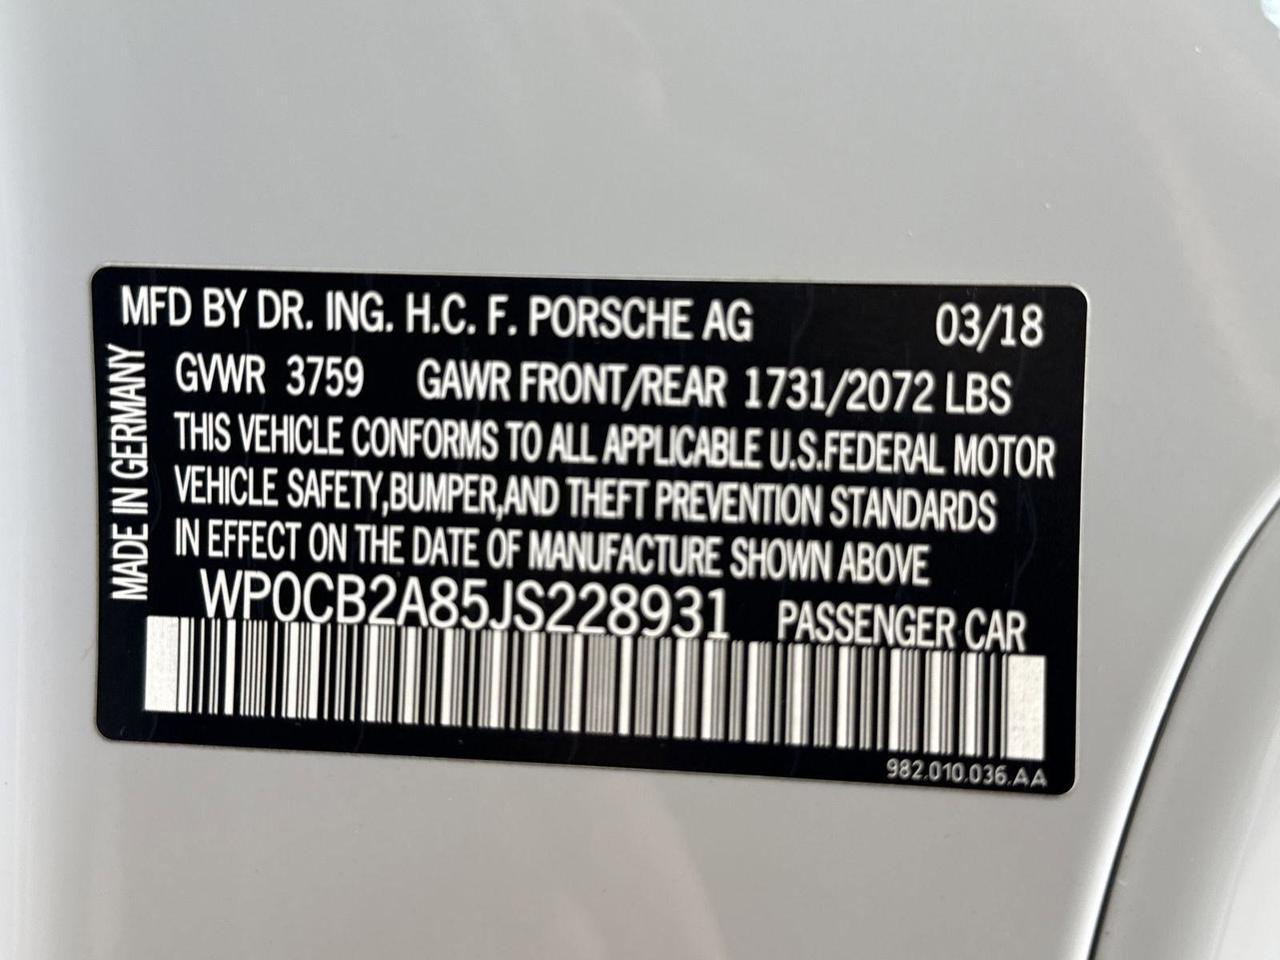 MFD BY DR. ING. H.C. F. PORSCHE AG 03/18
GVWR 3759 GAWR FRONT/REAR 1731/2072 LBS
THIS VEHICLE CONFORMS TO ALL APPLICABLE U.S.FEDERAL MOTOR
VEHICLE SAFETY,BUMPER,AND THEFT PREVENTION STANDARDS
IN EFFECT ON THE DATE OF MANUFACTURE SHOWN ABOVE
WP0CB2A85JS228931 PASSENGER CAR
982.010.036.AA
MADE IN GERMANY